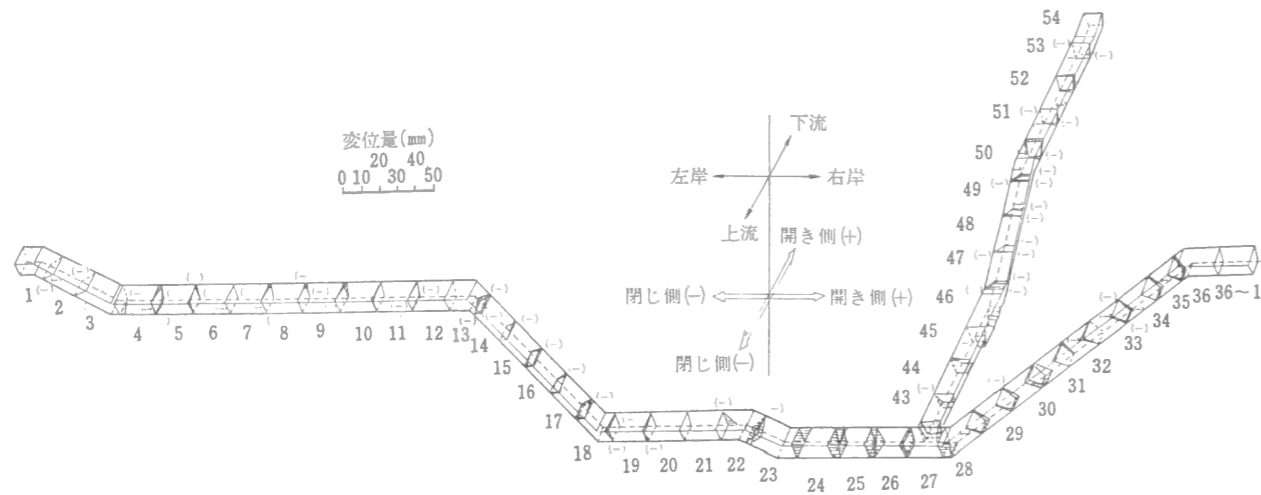 変位量(mm)
20 40
0 10 30 50
下流
左岸 右岸
上流
開き側(+)
閉じ側(-) 開き側(+)
閉じ側(-)
1 2 3 4 5 6 7 8 9 10 11 12 13 14 15 16 17 18 19 20 21 22 23 24 25 26 27 28 29 30 31 32 33 34 35 36 36〜1
43 44 45 46 47 48 49 50 51 52 53 54